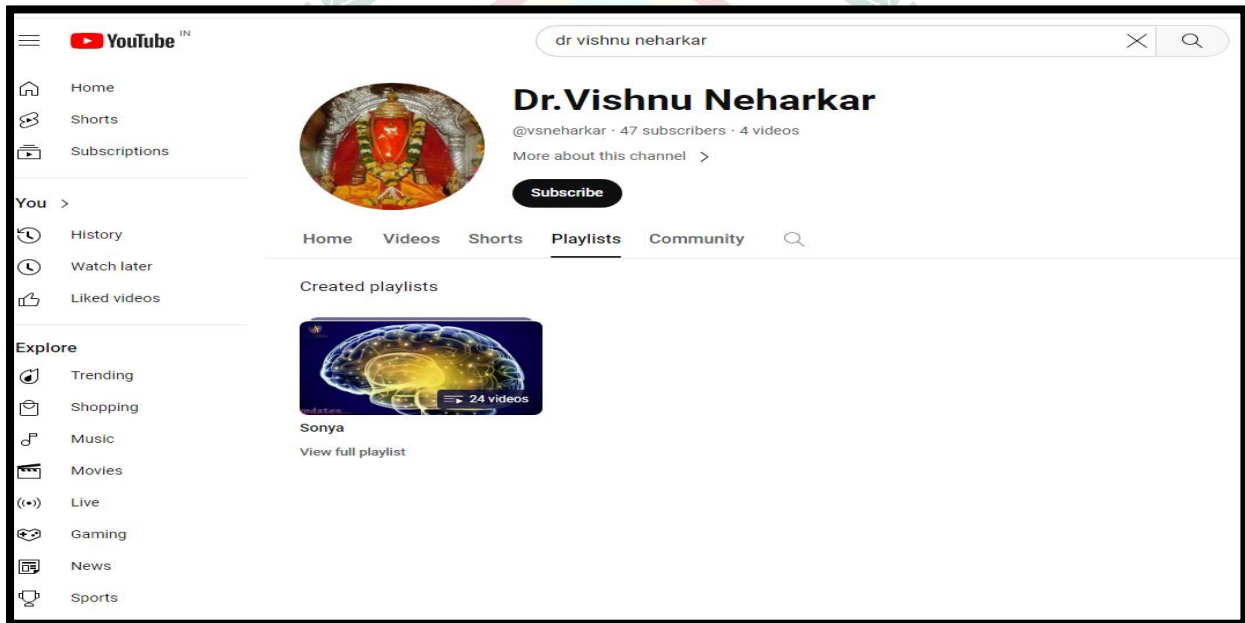 YouTube IN
dr vishnu neharkar
Home
Shorts
Subscriptions
You >
History
Watch later
Liked videos
Explore
Trending
Shopping
Music
Movies
Live
Gaming
News
Sports
Dr.Vishnu Neharkar
@vsneharkar · 47 subscribers · 4 videos
More about this channel >
Subscribe
Home Videos Shorts Playlists Community
Created playlists
24 videos
Sonya
View full playlist